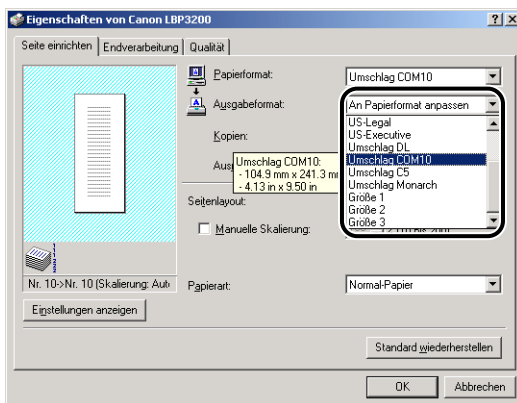 Eigenschaften von Canon LBP3200
Seite einrichten Endverarbeitung Qualität
Papierformat: Umschlag COM10
Ausgabeformat: An Papierformat anpassen
US-Legal
US-Executive
Umschlag DL
Umschlag COM10
Umschlag C5
Umschlag Monarch
Größe 1
Größe 2
Größe 3
Kopien:
Umschlag COM10:
- 104.9 mm x 241.3 m
- 4.13 in x 9.50 in
Seitenlayout:
Manuelle Skalierung:
Nr. 10->Nr. 10 (Skalierung: Auto
Papierart: Normal-Papier
Einstellungen anzeigen
Standard wiederherstellen
OK Abbrechen